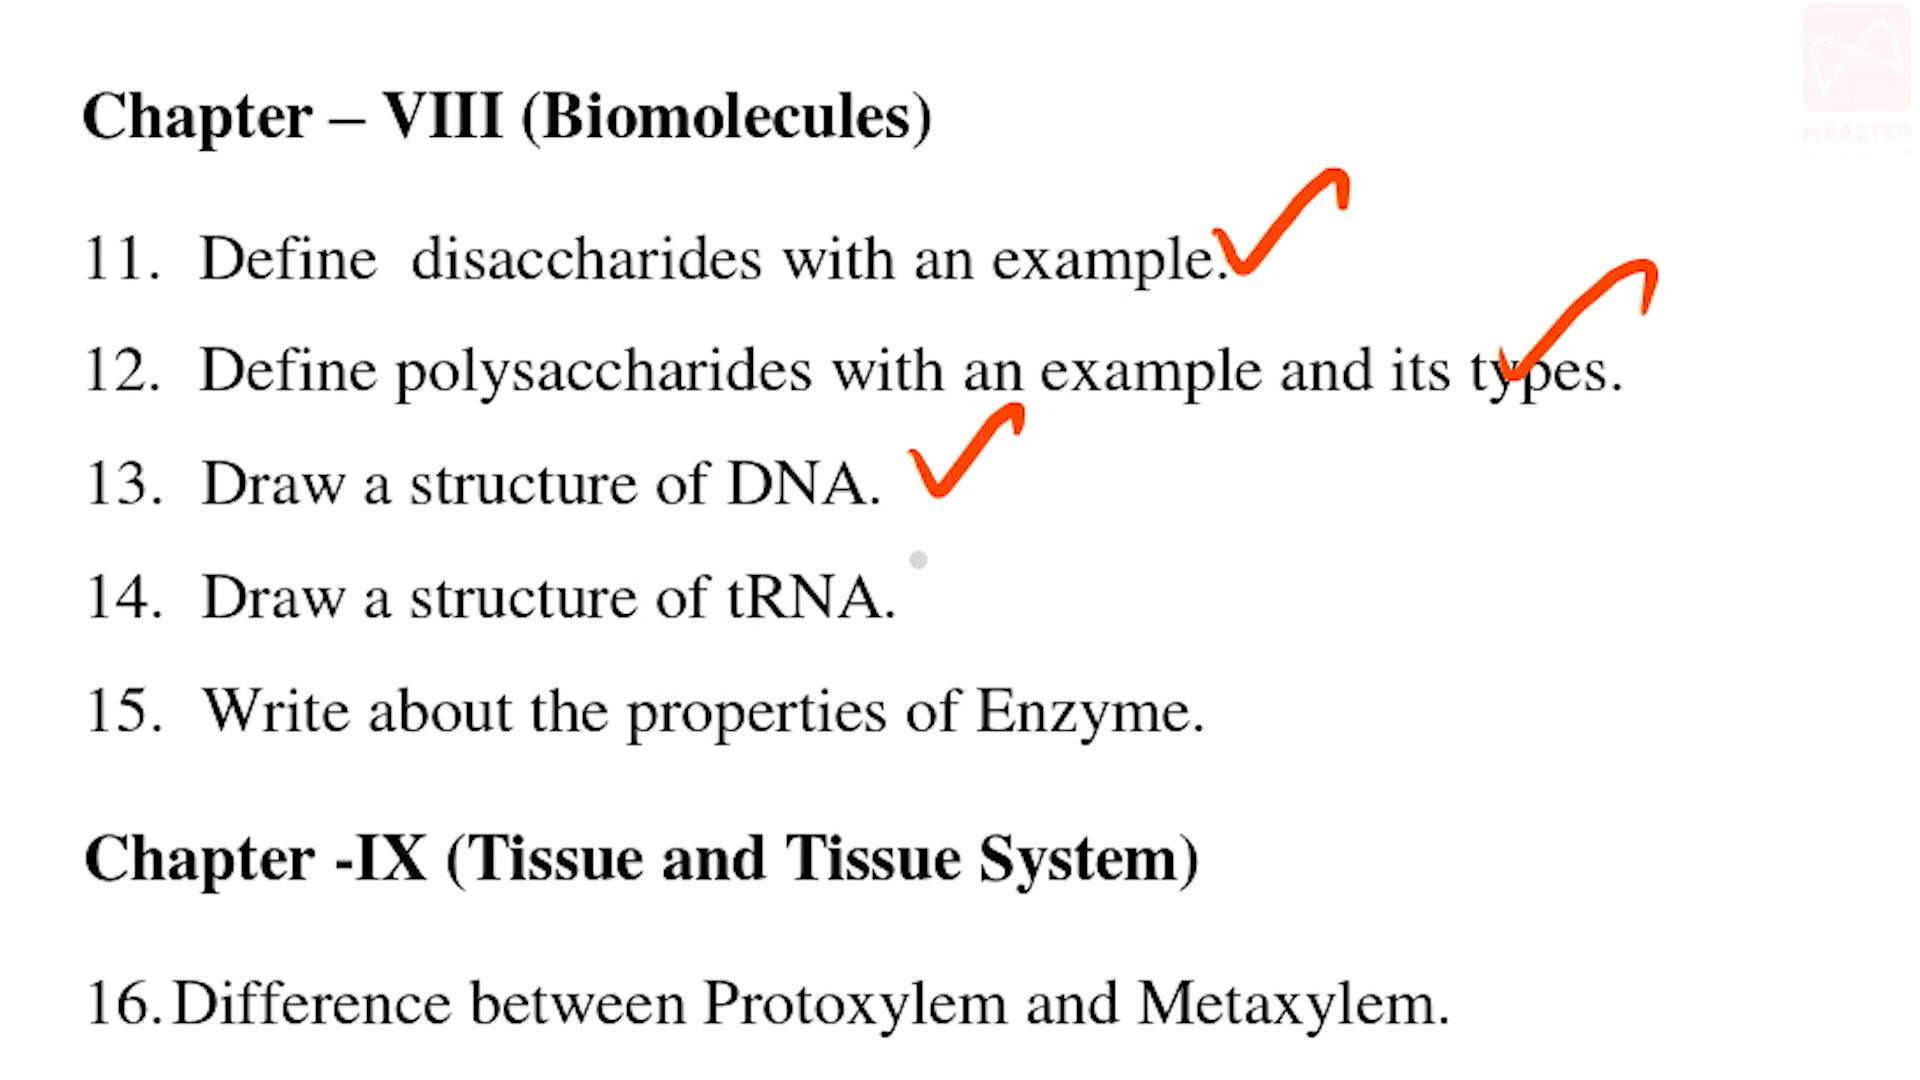 MAAZTER
Chapter – VIII (Biomolecules)
11. Define disaccharides with an example.
12. Define polysaccharides with an example and its types.
13. Draw a structure of DNA.
14. Draw a structure of tRNA.
15. Write about the properties of Enzyme.
Chapter -IX (Tissue and Tissue System)
16. Difference between Protoxylem and Metaxylem.